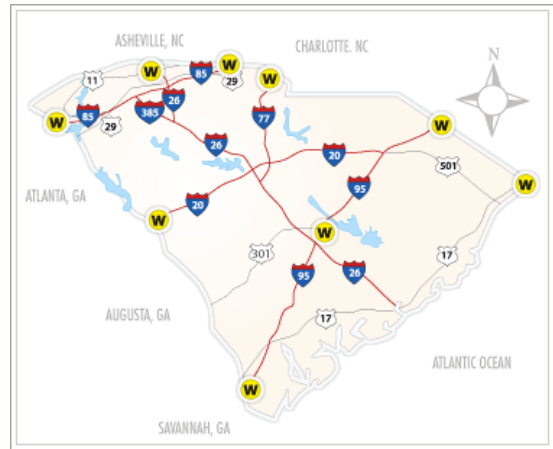 ASHEVILLE, NC
CHARLOTTE. NC
N
W
W
W
11
85
29
26
385
85
29
W
W
77
26
20
501
ATLANTA, GA
95
W
20
W
W
301
17
95
26
AUGUSTA, GA
17
ATLANTIC OCEAN
W
SAVANNAH, GA